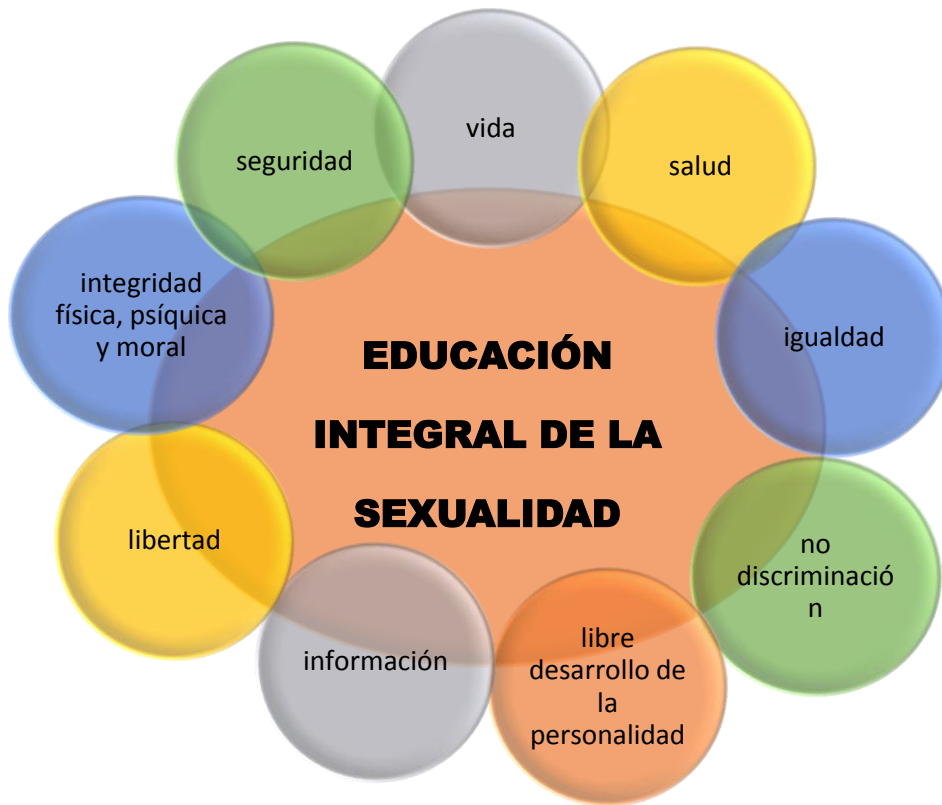 vida
salud
igualdad
no
discriminació
n
libre
desarrollo de
la
personalidad
información
libertad
integridad
física, psíquica
y moral
seguridad
EDUCACIÓN
INTEGRAL DE LA
SEXUALIDAD